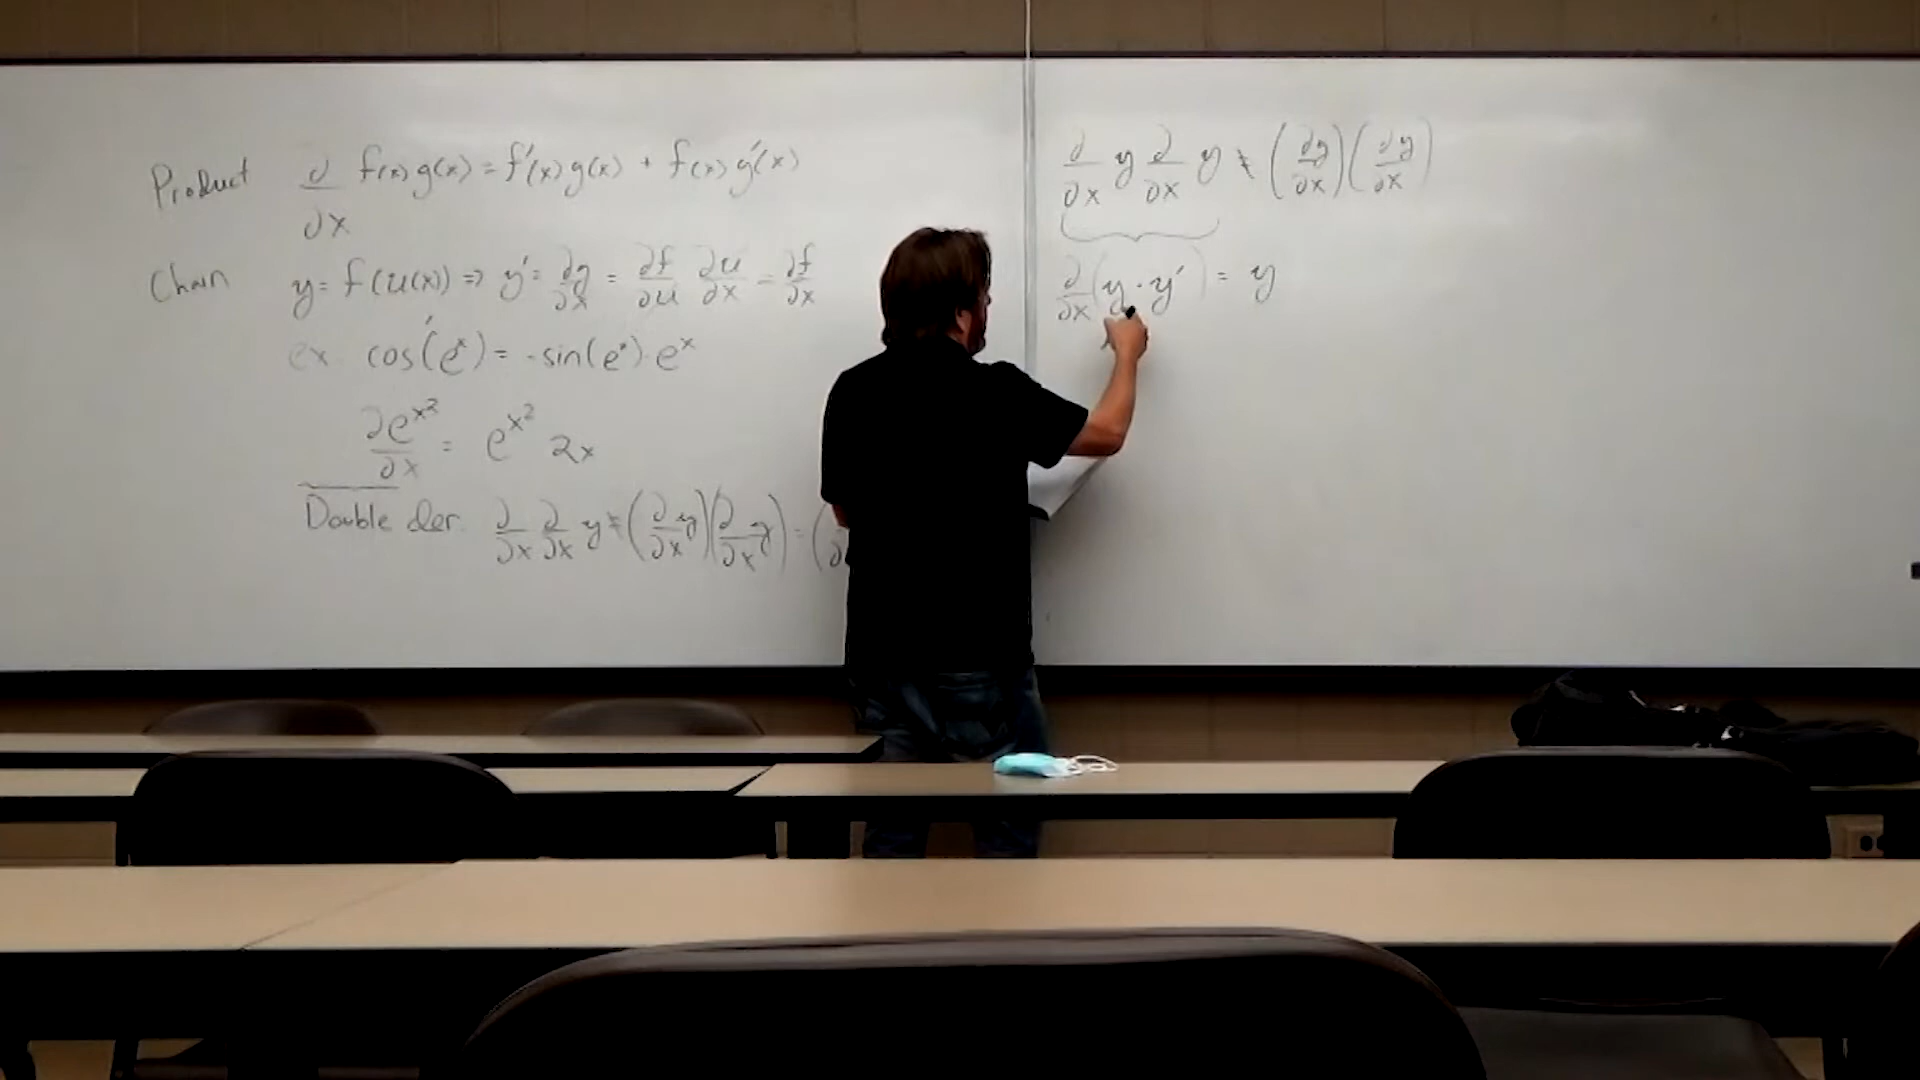 Product ∂/∂x f(x)g(x) = f'(x)g(x) + f(x)g'(x)
Chain y = f(u(x)) ⇒ y' = ∂y/∂x = ∂f/∂u ∂u/∂x = ∂f/∂x
ex. cos'(eˣ) = -sin(eˣ)·eˣ
∂e^x²/∂x = e^x² 2x
Double der. ∂/∂x ∂/∂x y ≠ (∂/∂x y)(∂/∂x y) = (
∂/∂x y ∂/∂x y ≠ (∂y/∂x)(∂y/∂x)
∂/∂x (y · y') = y